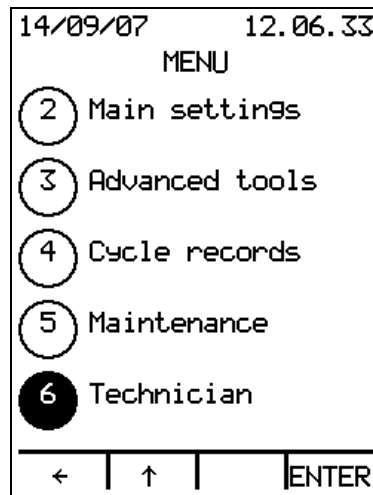 14/09/07 12.06.33
MENU
2 Main settings
3 Advanced tools
4 Cycle records
5 Maintenance
6 Technician
← ↑ ENTER